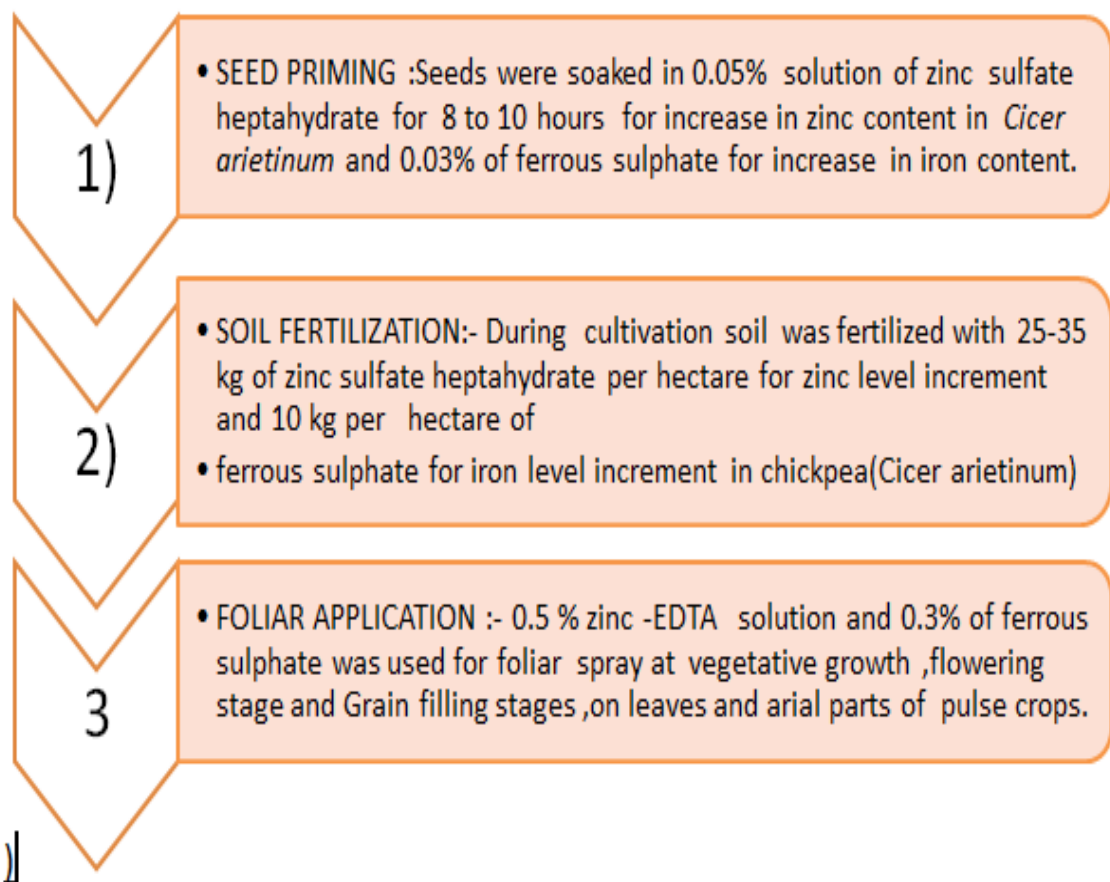 1)
• SEED PRIMING :Seeds were soaked in 0.05% solution of zinc sulfate
heptahydrate for 8 to 10 hours for increase in zinc content in Cicer
arietinum and 0.03% of ferrous sulphate for increase in iron content.
2)
• SOIL FERTILIZATION:- During cultivation soil was fertilized with 25-35
kg of zinc sulfate heptahydrate per hectare for zinc level increment
and 10 kg per hectare of
• ferrous sulphate for iron level increment in chickpea(Cicer arietinum)
3
• FOLIAR APPLICATION :- 0.5 % zinc -EDTA solution and 0.3% of ferrous
sulphate was used for foliar spray at vegetative growth ,flowering
stage and Grain filling stages ,on leaves and arial parts of pulse crops.
)